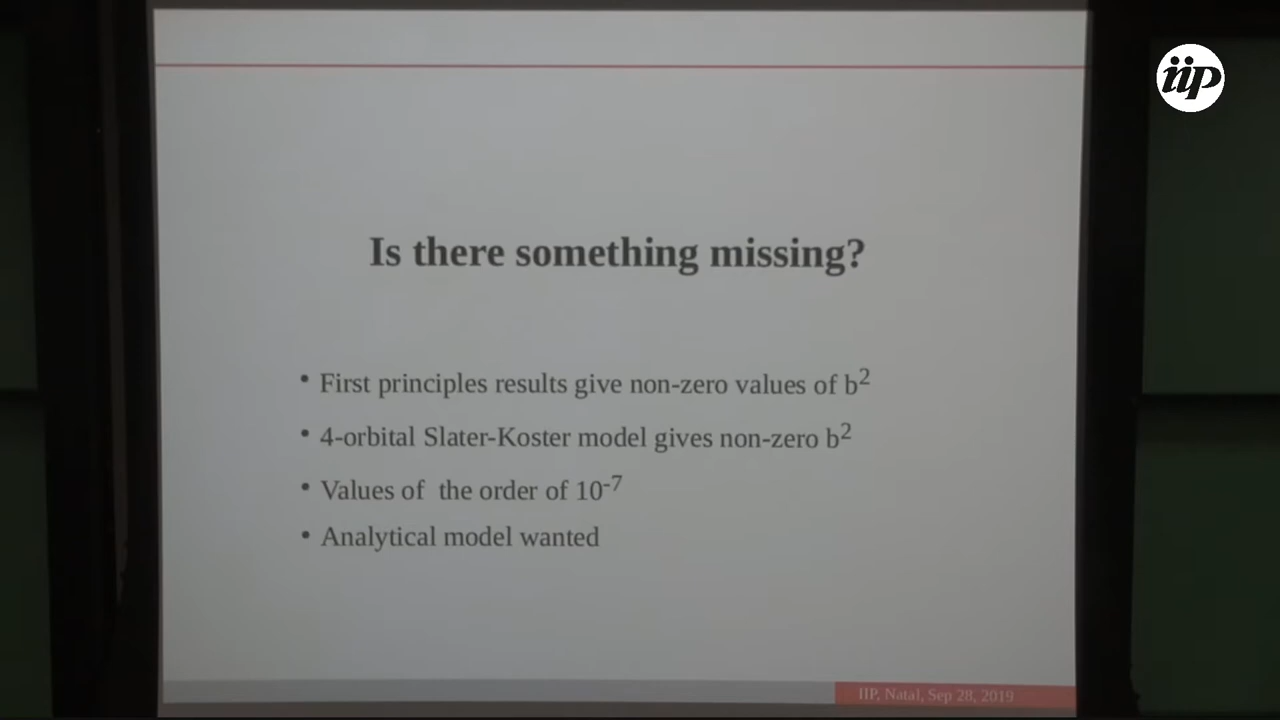 iip
Is there something missing?
• First principles results give non-zero values of b²
• 4-orbital Slater-Koster model gives non-zero b²
• Values of the order of 10⁻⁷
• Analytical model wanted
IIP, Natal, Sep 28, 2019